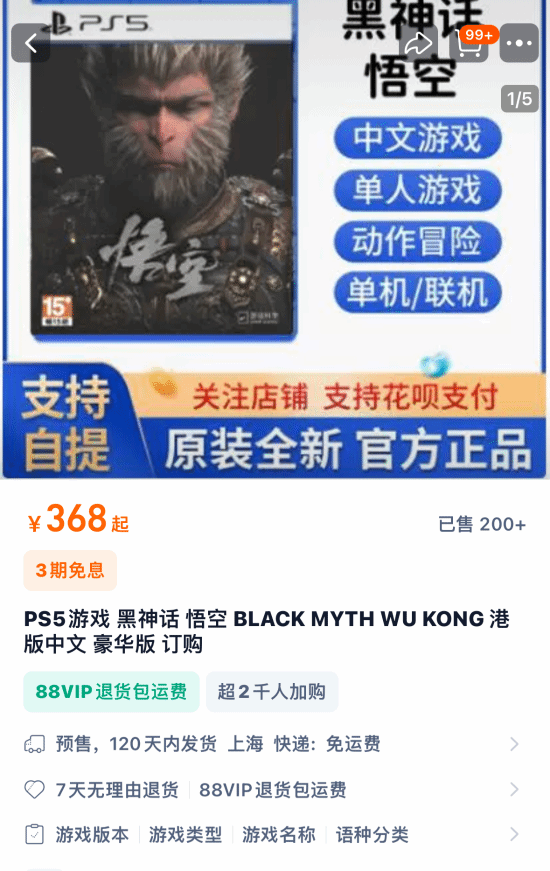 PS5
黑神话
99+
悟空
1/5
中文游戏
单人游戏
动作冒险
单机/联机
悟空
15+
支持
自提
关注店铺 支持花呗支付
原装全新 官方正品
¥368起
已售 200+
3期免息
PS5游戏 黑神话 悟空 BLACK MYTH WU KONG 港
版中文 豪华版 订购
88VIP退货包运费
超2千人加购
预售，120天内发货 上海 快递：免运费
7天无理由退货 88VIP退货包运费
游戏版本 游戏类型 游戏名称 语种分类